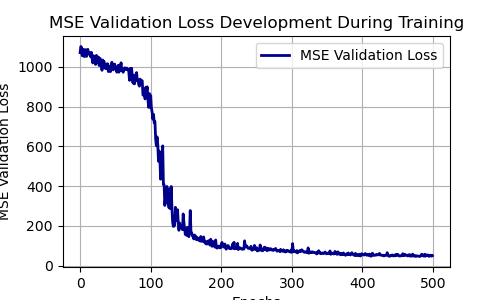 MSE Validation Loss Development During Training
MSE Validation Loss
MSE Validation Loss
1000
800
600
400
200
0
0 100 200 300 400 500
Epochs